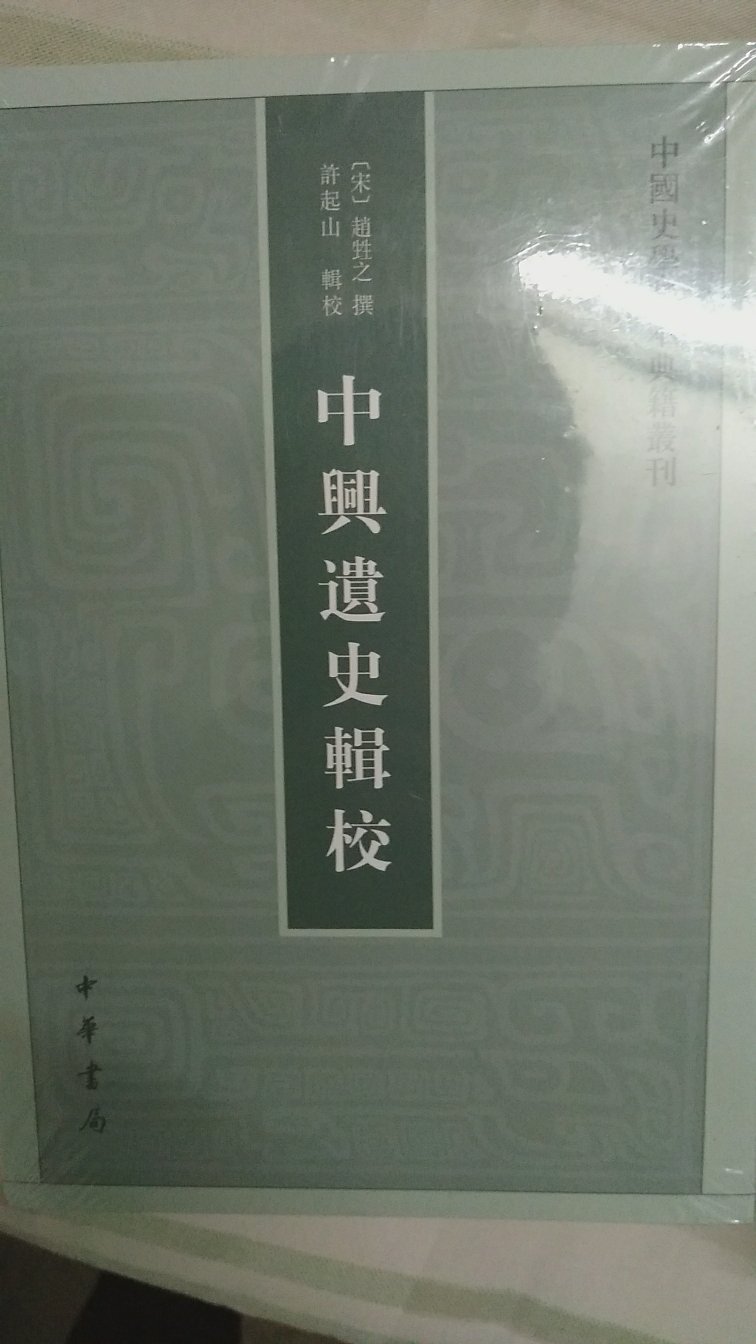 中國史學
典籍叢刊
〔宋〕趙甡之 撰
許起山 輯校
中興遺史輯校
中華書局